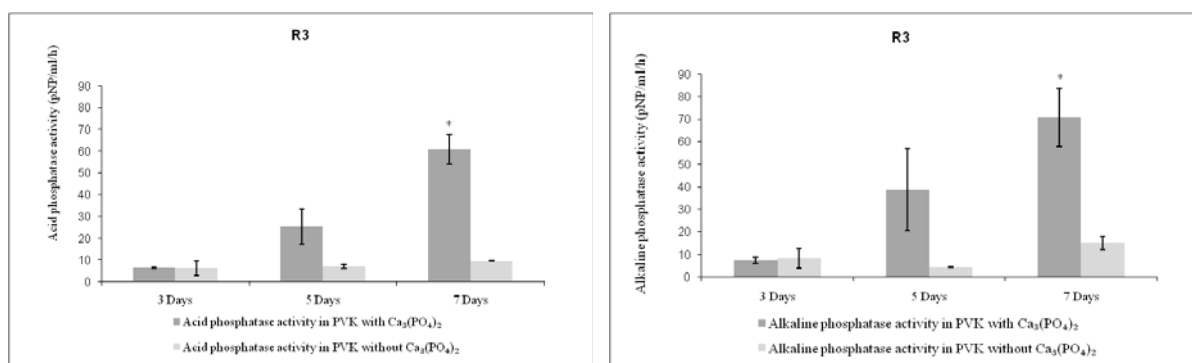 R3
Acid phosphatase activity (pNP/ml/h)
90
80
70
60
50
40
30
20
10
0
*
3 Days
5 Days
7 Days
Acid phosphatase activity in PVK with Ca₃(PO₄)₂
Acid phosphatase activity in PVK without Ca₃(PO₄)₂
R3
Alkaline phosphatase activity (pNP/ml/h)
90
80
70
60
50
40
30
20
10
0
*
3 Days
5 Days
7 Days
Alkaline phosphatase activity in PVK with Ca₃(PO₄)₂
Alkaline phosphatase activity in PVK without Ca₃(PO₄)₂